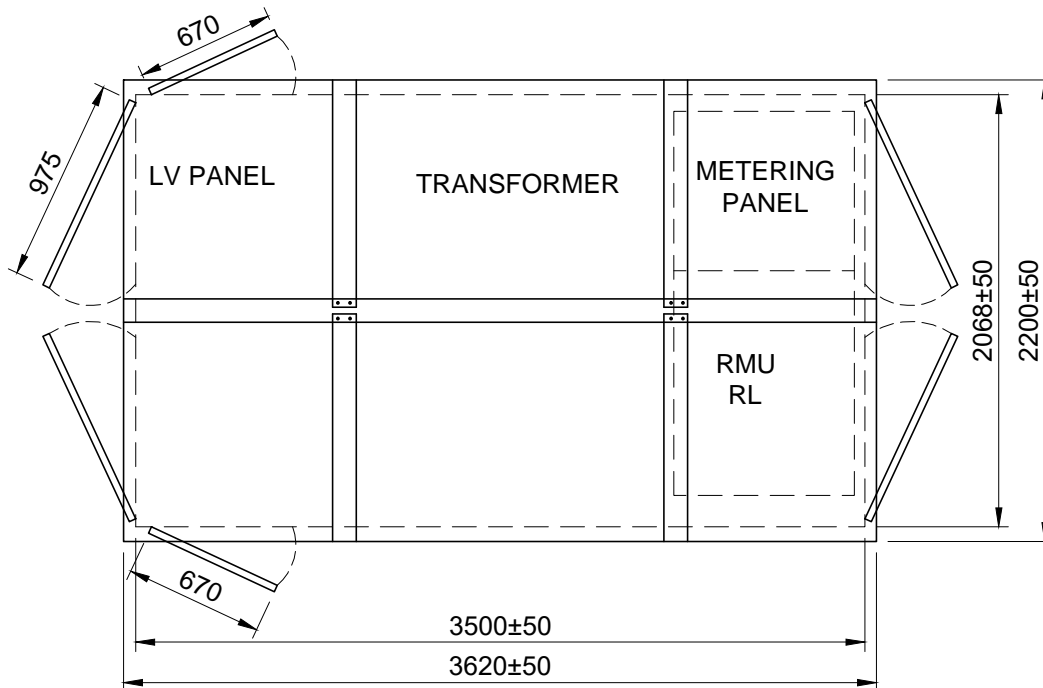 670
975
LV PANEL
TRANSFORMER
METERING
PANEL
2068±50
2200±50
RMU
RL
670
3500±50
3620±50